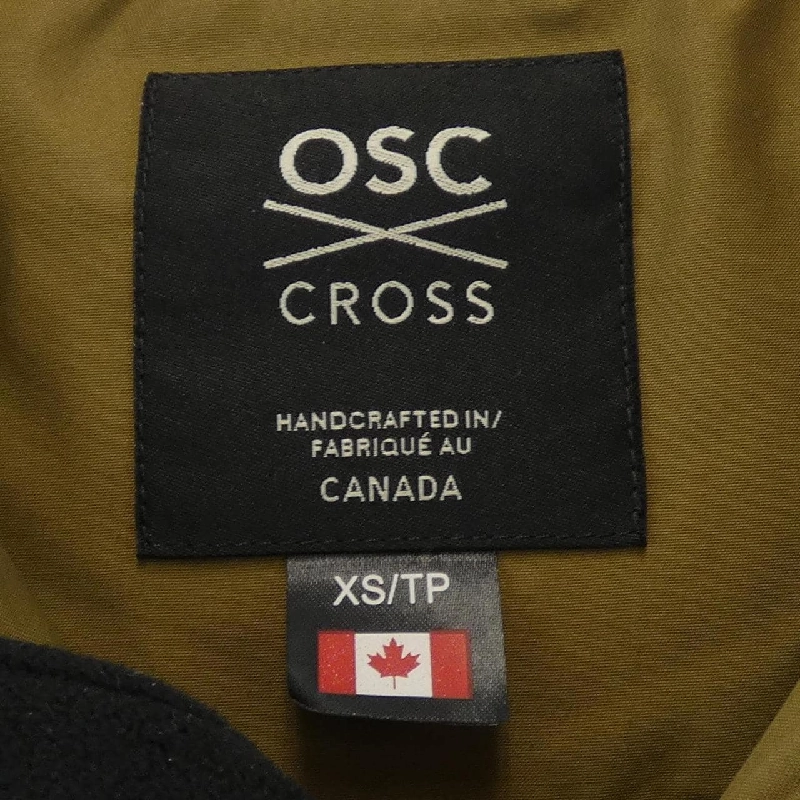 OSC
CROSS
HANDCRAFTED IN/
FABRIQUÉ AU
CANADA
XS/TP